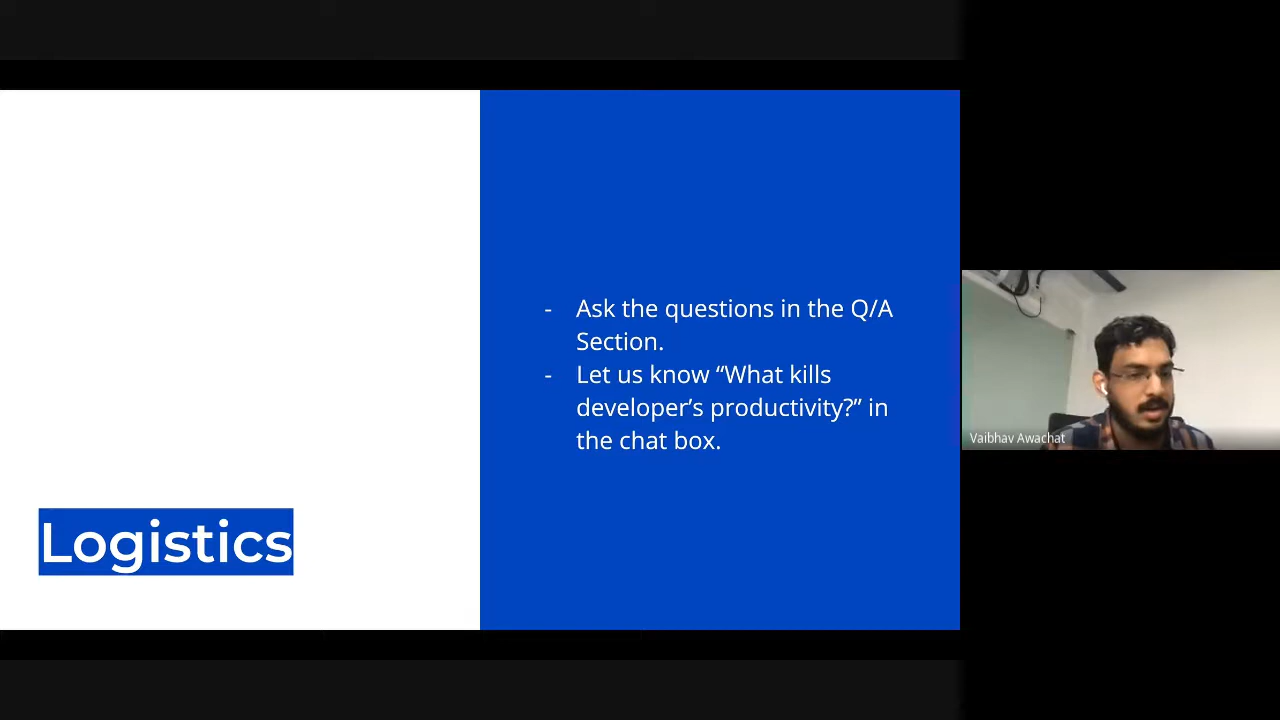 Logistics
- Ask the questions in the Q/A
Section.
- Let us know “What kills
developer’s productivity?” in
the chat box.
Vaibhav Awachat